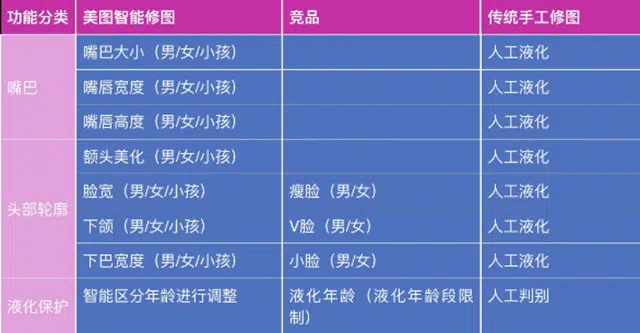 功能分类 美图智能修图 竞品 传统手工修图
嘴巴 嘴巴大小（男/女/小孩） 人工液化
嘴唇宽度（男/女/小孩） 人工液化
嘴唇高度（男/女/小孩） 人工液化
头部轮廓 额头美化（男/女/小孩） 人工液化
脸宽（男/女/小孩） 瘦脸（男/女） 人工液化
下颌（男/女/小孩） V脸（男/女） 人工液化
下巴宽度（男/女/小孩） 小脸（男/女） 人工液化
液化保护 智能区分年龄进行调整 液化年龄（液化年龄段限 人工判别
制）